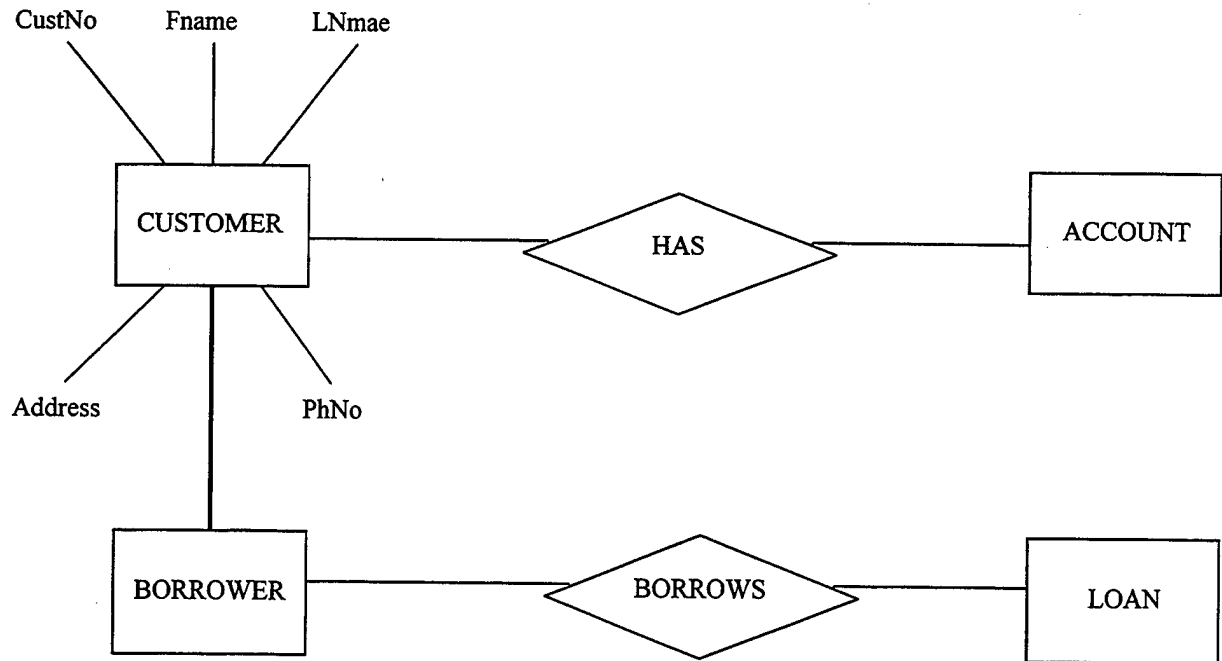 CustNo Fname LNmae
CUSTOMER HAS ACCOUNT
Address PhNo
BORROWER BORROWS LOAN